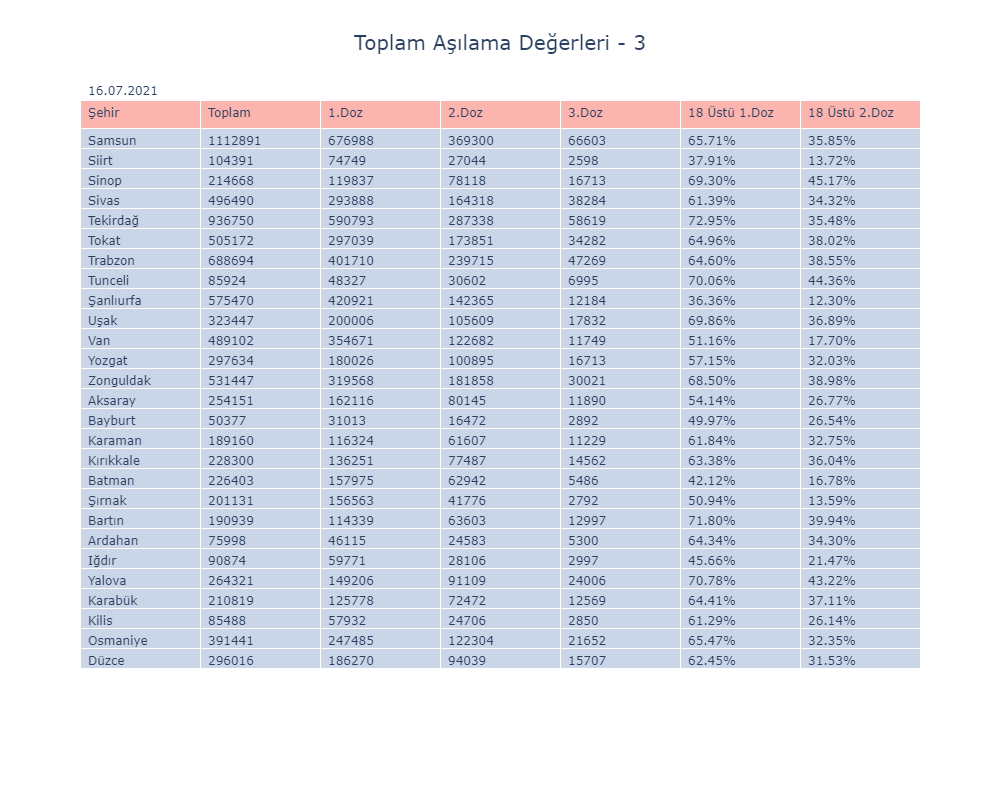 Toplam Aşılama Değerleri - 3
16.07.2021
Şehir Toplam 1.Doz 2.Doz 3.Doz 18 Üstü 1.Doz 18 Üstü 2.Doz
Samsun 1112891 676988 369300 66603 65.71% 35.85%
Siirt 104391 74749 27044 2598 37.91% 13.72%
Sinop 214668 119837 78118 16713 69.30% 45.17%
Sivas 496490 293888 164318 38284 61.39% 34.32%
Tekirdağ 936750 590793 287338 58619 72.95% 35.48%
Tokat 505172 297039 173851 34282 64.96% 38.02%
Trabzon 688694 401710 239715 47269 64.60% 38.55%
Tunceli 85924 48327 30602 6995 70.06% 44.36%
Şanlıurfa 575470 420921 142365 12184 36.36% 12.30%
Uşak 323447 200006 105609 17832 69.86% 36.89%
Van 489102 354671 122682 11749 51.16% 17.70%
Yozgat 297634 180026 100895 16713 57.15% 32.03%
Zonguldak 531447 319568 181858 30021 68.50% 38.98%
Aksaray 254151 162116 80145 11890 54.14% 26.77%
Bayburt 50377 31013 16472 2892 49.97% 26.54%
Karaman 189160 116324 61607 11229 61.84% 32.75%
Kırıkkale 228300 136251 77487 14562 63.38% 36.04%
Batman 226403 157975 62942 5486 42.12% 16.78%
Şırnak 201131 156563 41776 2792 50.94% 13.59%
Bartın 190939 114339 63603 12997 71.80% 39.94%
Ardahan 75998 46115 24583 5300 64.34% 34.30%
Iğdır 90874 59771 28106 2997 45.66% 21.47%
Yalova 264321 149206 91109 24006 70.78% 43.22%
Karabük 210819 125778 72472 12569 64.41% 37.11%
Kilis 85488 57932 24706 2850 61.29% 26.14%
Osmaniye 391441 247485 122304 21652 65.47% 32.35%
Düzce 296016 186270 94039 15707 62.45% 31.53%